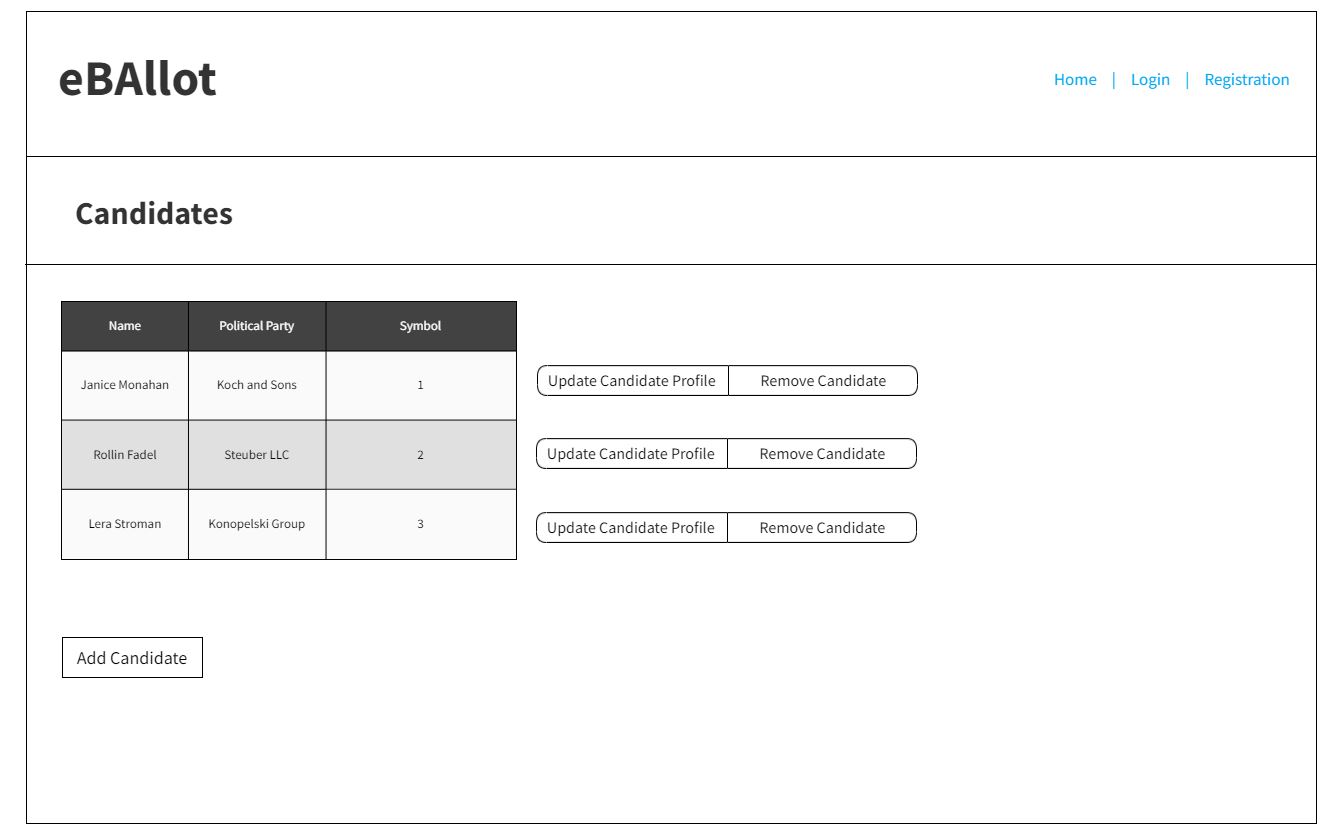 eBAllot
Home | Login | Registration
Candidates
Name Political Party Symbol
Janice Monahan Koch and Sons 1 Update Candidate Profile Remove Candidate
Rollin Fadel Steuber LLC 2 Update Candidate Profile Remove Candidate
Lera Stroman Konopelski Group 3 Update Candidate Profile Remove Candidate
Add Candidate